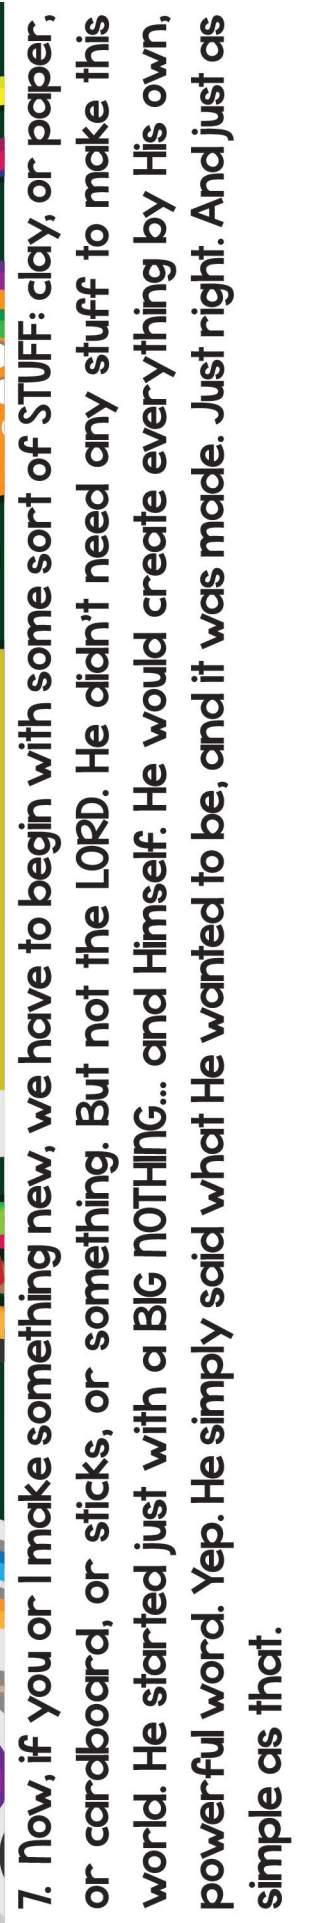 7. Now, if you or I make something new, we have to begin with some sort of STUFF: clay, or paper,
or cardboard, or sticks, or something. But not the LORD. He didn't need any stuff to make this
world. He started just with a BIG NOTHING... and Himself. He would create everything by His own,
powerful word. Yep. He simply said what He wanted to be, and it was made. Just right. And just as
simple as that.